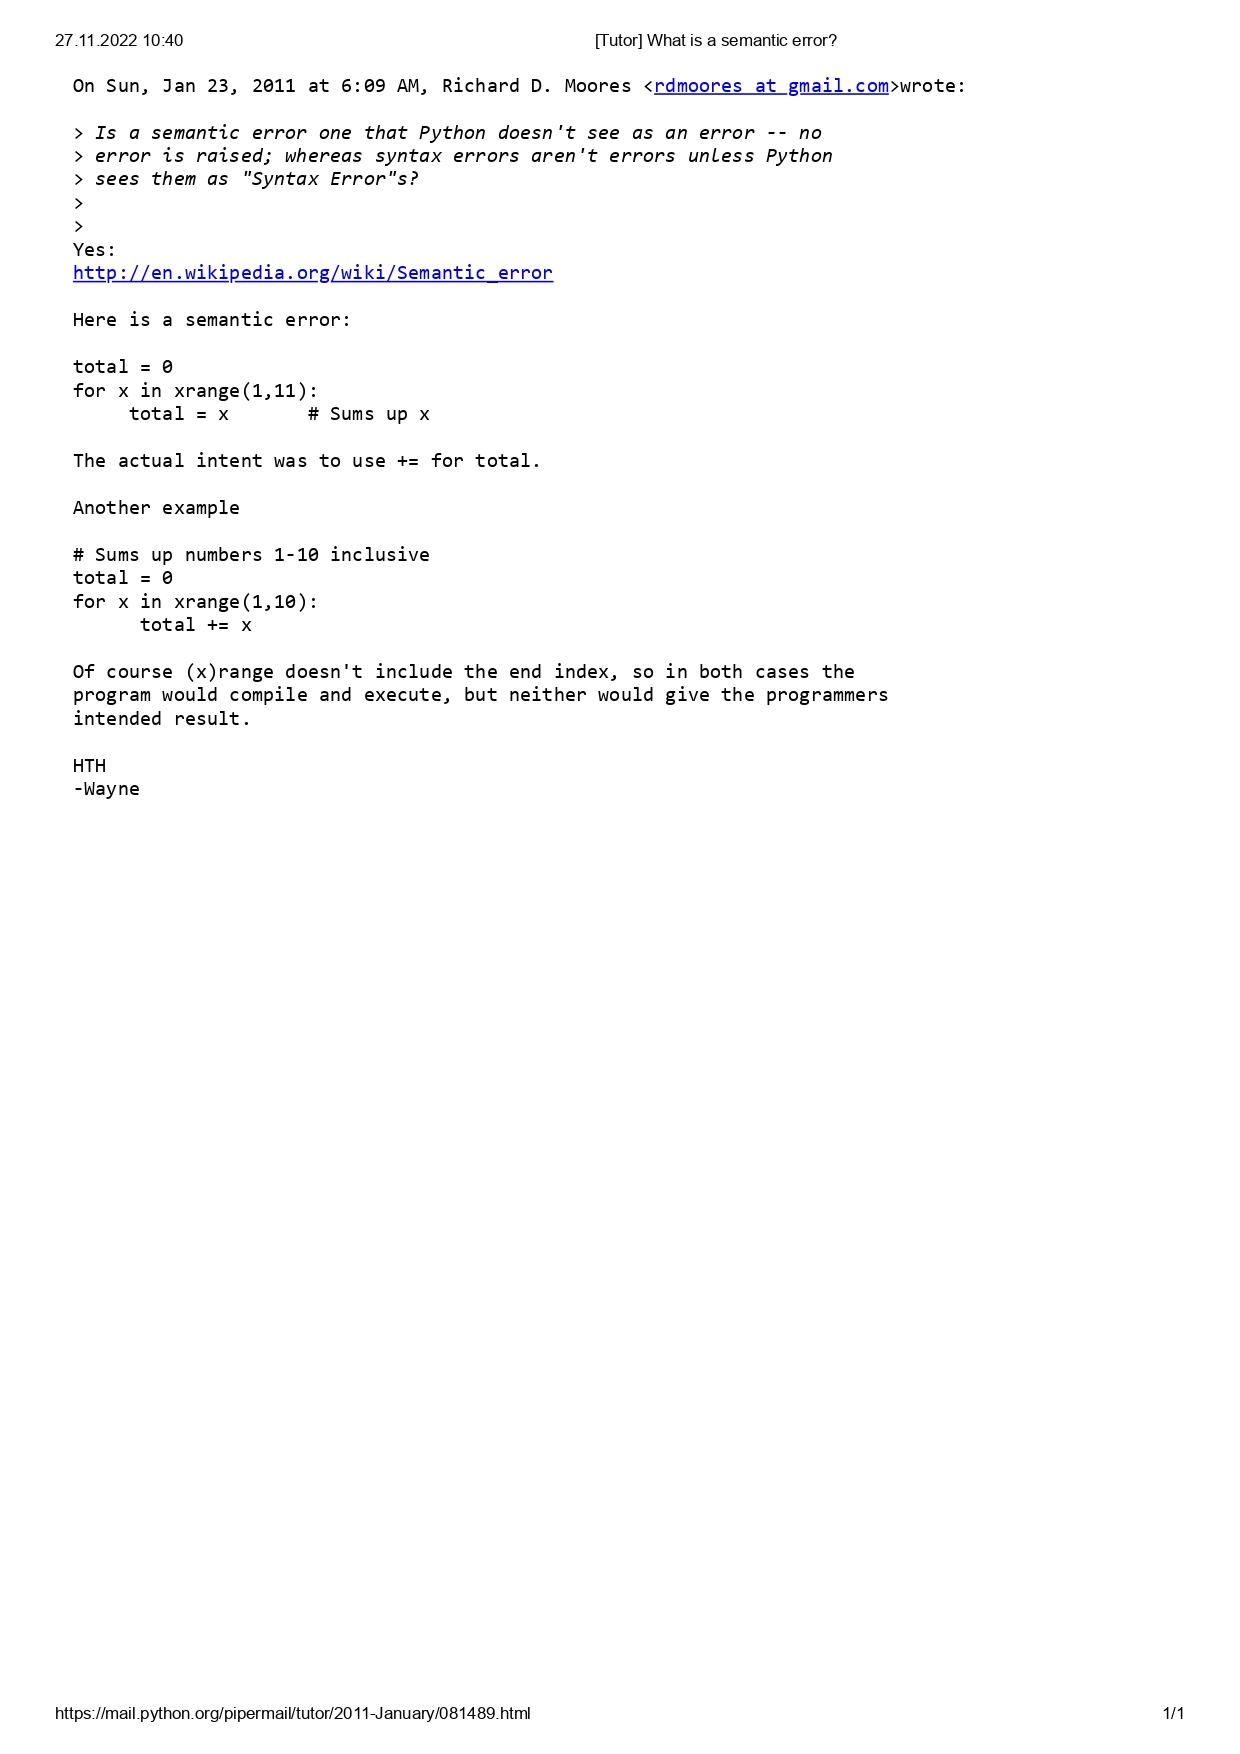 27.11.2022 10:40 [Tutor] What is a semantic error?
On Sun, Jan 23, 2011 at 6:09 AM, Richard D. Moores <rdmoores at gmail.com>wrote:
> Is a semantic error one that Python doesn't see as an error -- no
> error is raised; whereas syntax errors aren't errors unless Python
> sees them as "Syntax Error"s?
>
>
Yes:
http://en.wikipedia.org/wiki/Semantic_error
Here is a semantic error:
total = 0
for x in xrange(1,11):
     total = x       # Sums up x
The actual intent was to use += for total.
Another example
# Sums up numbers 1-10 inclusive
total = 0
for x in xrange(1,10):
      total += x
Of course (x)range doesn't include the end index, so in both cases the
program would compile and execute, but neither would give the programmers
intended result.
HTH
-Wayne
https://mail.python.org/pipermail/tutor/2011-January/081489.html 1/1